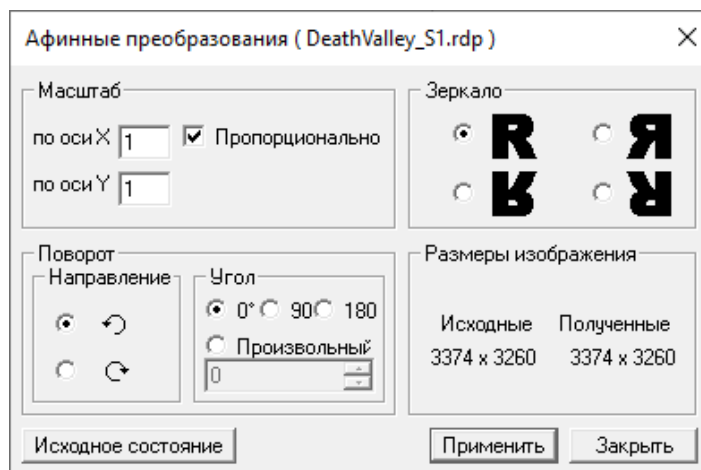 Афинные преобразования ( DeathValley_S1.rdp )
Масштаб
по оси X 1 Пропорционально
по оси Y 1
Зеркало
R R
R R
Поворот
Направление
Угол
0° 90 180
Произвольный
0
Размеры изображения
Исходные Полученные
3374 x 3260 3374 x 3260
Исходное состояние Применить Закрыть